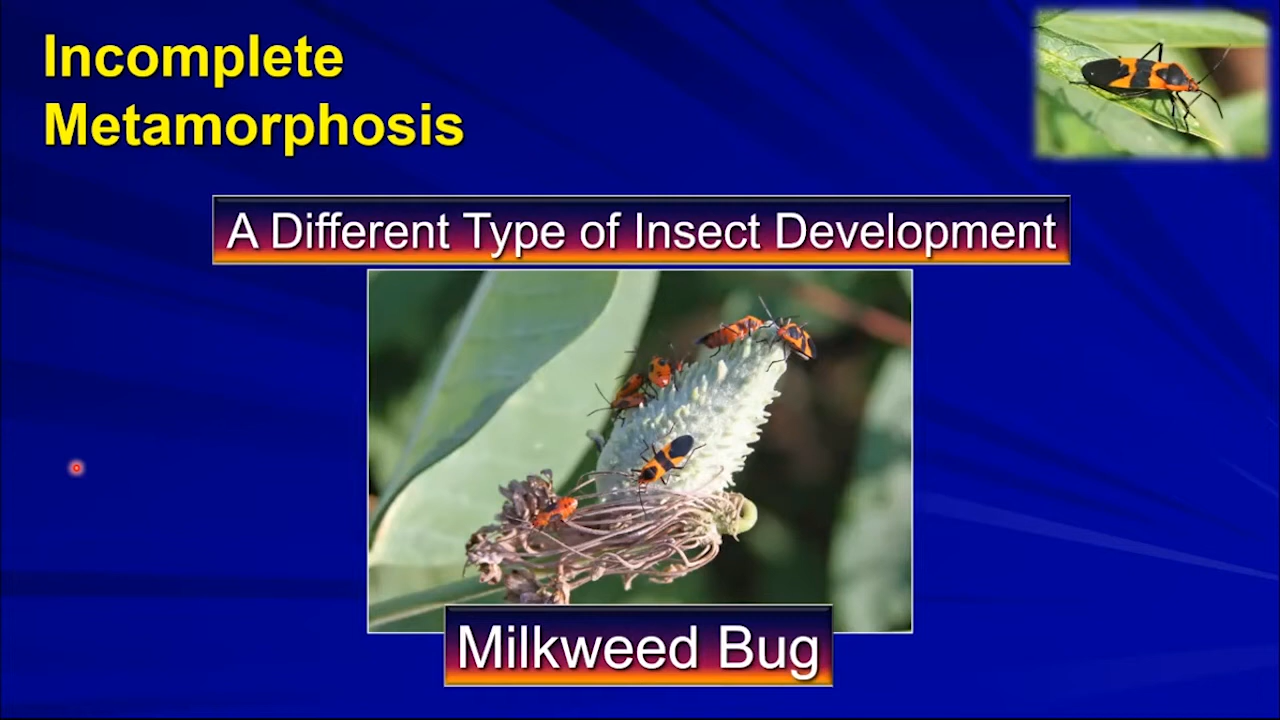 Incomplete
Metamorphosis
A Different Type of Insect Development
Milkweed Bug